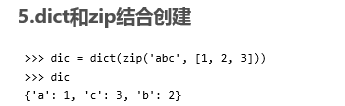 5.dict和zip结合创建
>>> dic = dict(zip('abc', [1, 2, 3]))
>>> dic
{'a': 1, 'c': 3, 'b': 2}